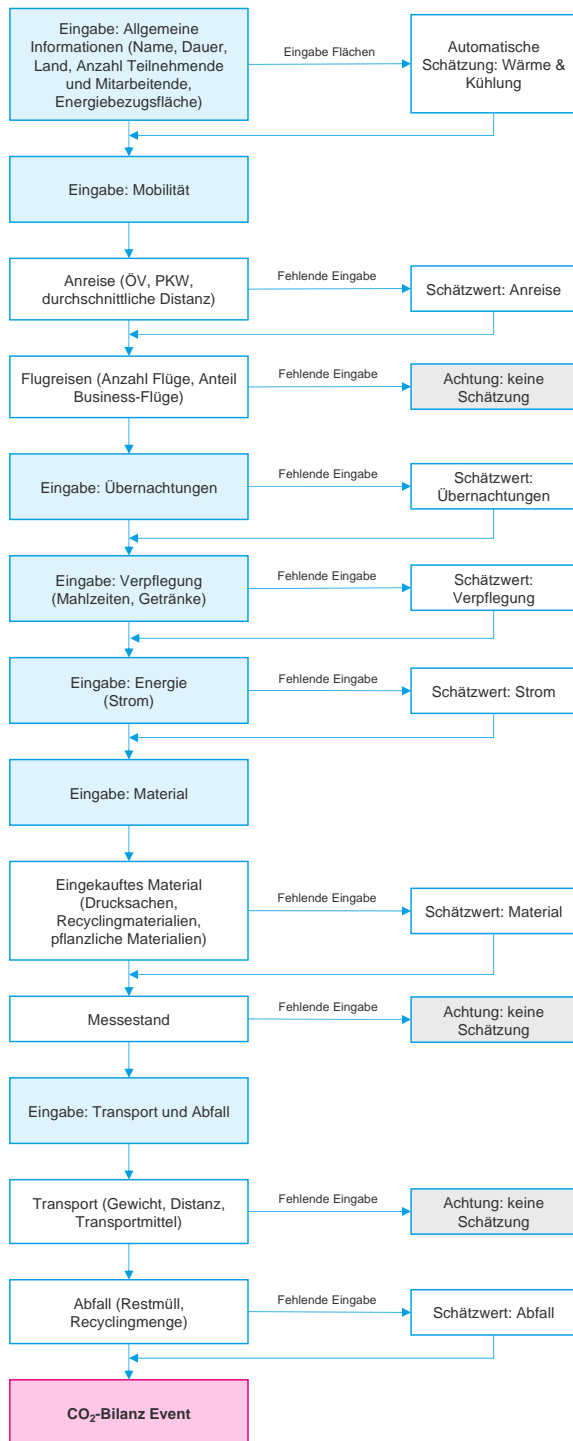 Eingabe: Allgemeine
Informationen (Name, Dauer,
Land, Anzahl Teilnehmende
und Mitarbeitende,
Energiebezugsfläche)
Eingabe Flächen
Automatische
Schätzung: Wärme &
Kühlung
Eingabe: Mobilität
Anreise (ÖV, PKW,
durchschnittliche Distanz)
Fehlende Eingabe
Schätzwert: Anreise
Flugreisen (Anzahl Flüge, Anteil
Business-Flüge)
Fehlende Eingabe
Achtung: keine
Schätzung
Eingabe: Übernachtungen
Fehlende Eingabe
Schätzwert:
Übernachtungen
Eingabe: Verpflegung
(Mahlzeiten, Getränke)
Fehlende Eingabe
Schätzwert:
Verpflegung
Eingabe: Energie
(Strom)
Fehlende Eingabe
Schätzwert: Strom
Eingabe: Material
Eingekauftes Material
(Drucksachen,
Recyclingmaterialien,
pflanzliche Materialien)
Fehlende Eingabe
Schätzwert: Material
Messestand
Fehlende Eingabe
Achtung: keine
Schätzung
Eingabe: Transport und Abfall
Transport (Gewicht, Distanz,
Transportmittel)
Fehlende Eingabe
Achtung: keine
Schätzung
Abfall (Restmüll,
Recyclingmenge)
Fehlende Eingabe
Schätzwert: Abfall
CO₂-Bilanz Event